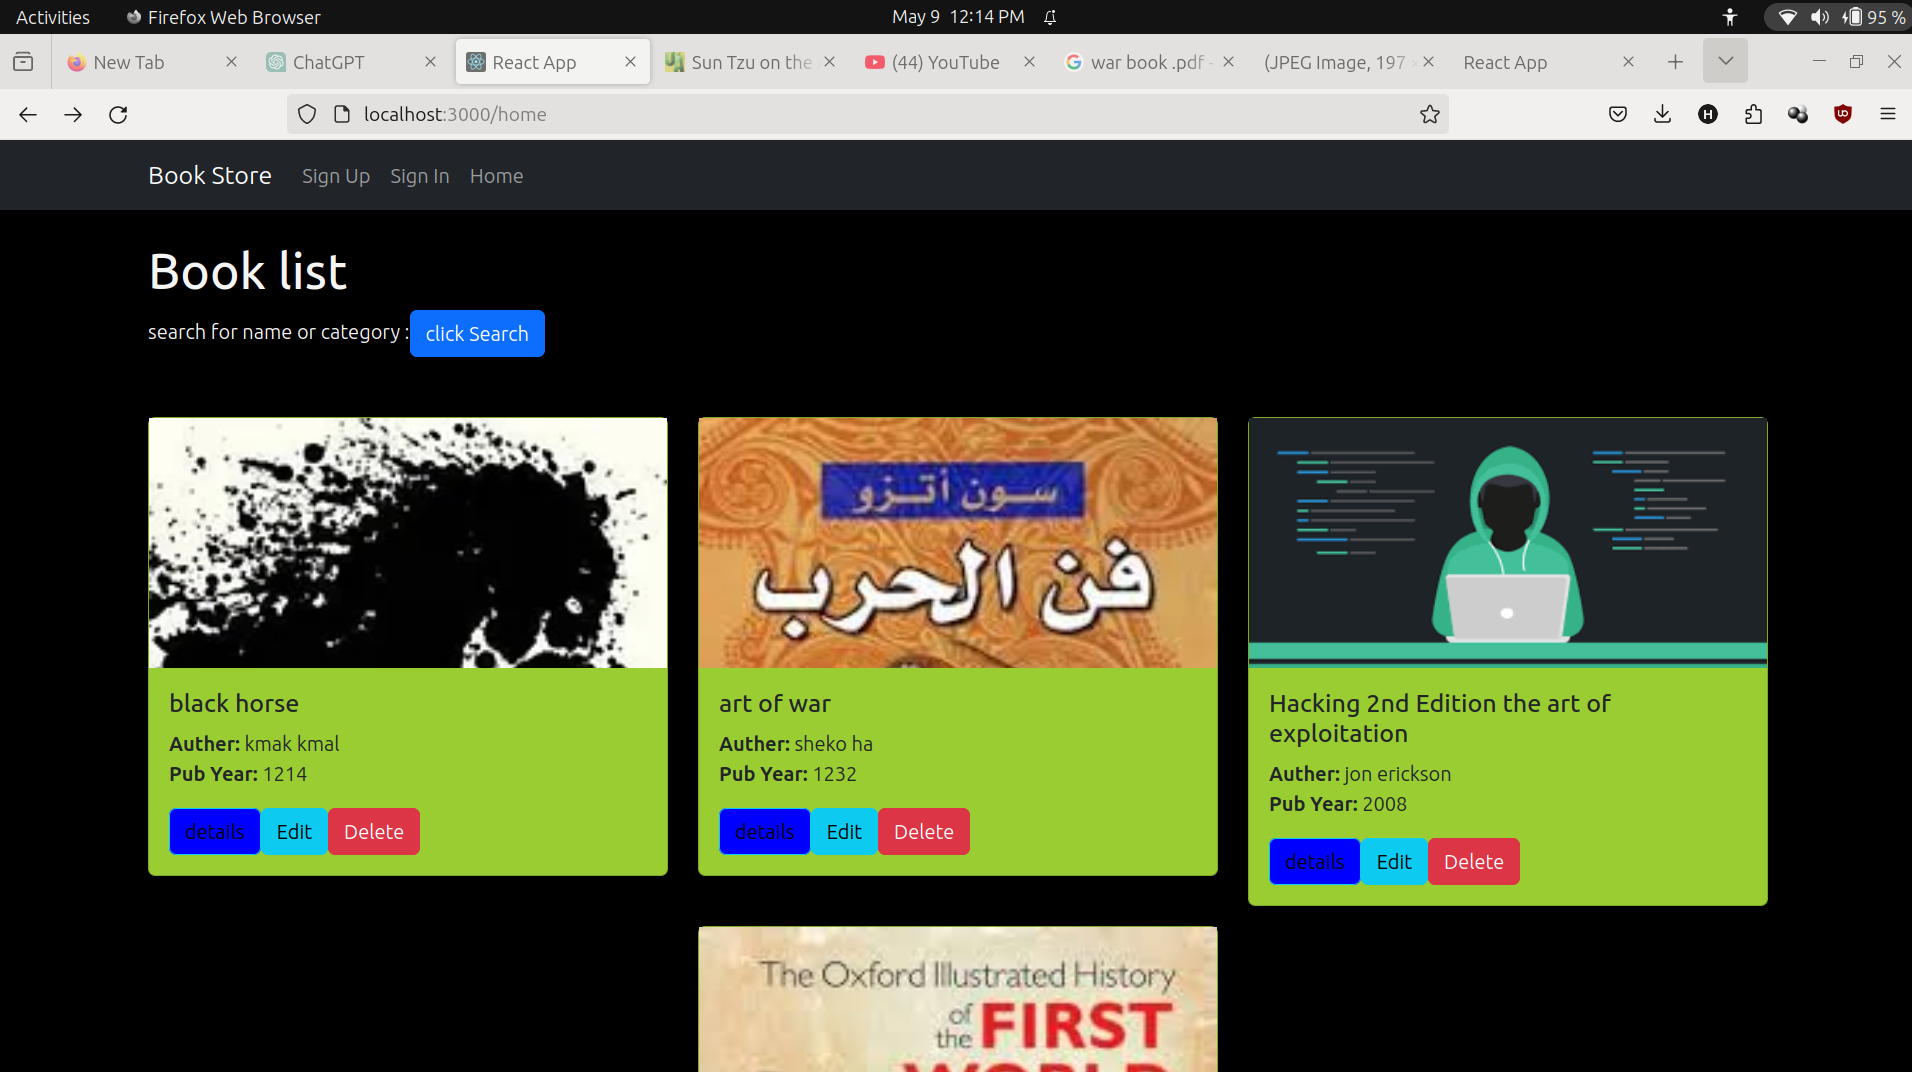 Activities Firefox Web Browser May 9 12:14 PM 95 %
New Tab ChatGPT React App Sun Tzu on the (44) YouTube war book .pdf - (JPEG Image, 197 React App
localhost:3000/home
Book Store Sign Up Sign In Home
Book list
search for name or category : click Search
سون أتزو
فن الحرب
black horse
Auther: kmak kmal
Pub Year: 1214
details Edit Delete
art of war
Auther: sheko ha
Pub Year: 1232
details Edit Delete
Hacking 2nd Edition the art of
exploitation
Auther: jon erickson
Pub Year: 2008
details Edit Delete
The Oxford Illustrated History
of
the FIRST
WORLD